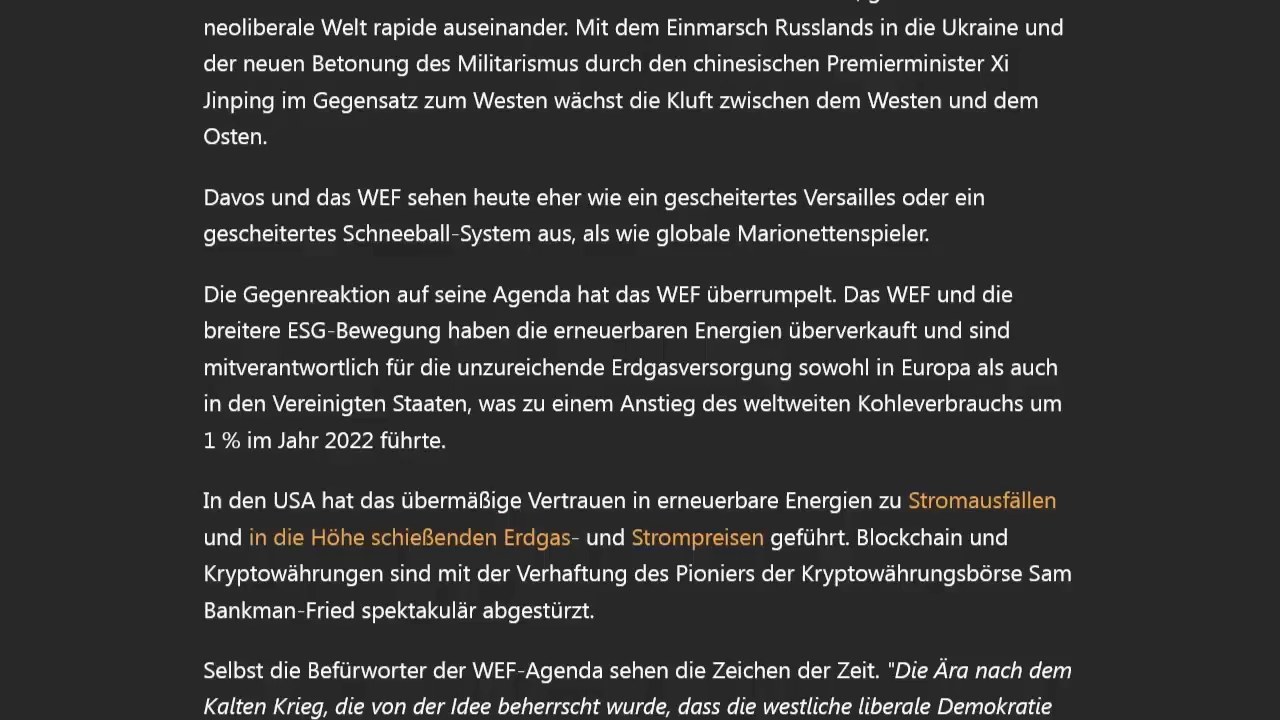 neoliberale Welt rapide auseinander. Mit dem Einmarsch Russlands in die Ukraine und
der neuen Betonung des Militarismus durch den chinesischen Premierminister Xi
Jinping im Gegensatz zum Westen wächst die Kluft zwischen dem Westen und dem
Osten.
Davos und das WEF sehen heute eher wie ein gescheitertes Versailles oder ein
gescheitertes Schneeball-System aus, als wie globale Marionettenspieler.
Die Gegenreaktion auf seine Agenda hat das WEF überrumpelt. Das WEF und die
breitere ESG-Bewegung haben die erneuerbaren Energien überverkauft und sind
mitverantwortlich für die unzureichende Erdgasversorgung sowohl in Europa als auch
in den Vereinigten Staaten, was zu einem Anstieg des weltweiten Kohleverbrauchs um
1 % im Jahr 2022 führte.
In den USA hat das übermäßige Vertrauen in erneuerbare Energien zu Stromausfällen
und in die Höhe schießenden Erdgas- und Strompreisen geführt. Blockchain und
Kryptowährungen sind mit der Verhaftung des Pioniers der Kryptowährungsbörse Sam
Bankman-Fried spektakulär abgestürzt.
Selbst die Befürworter der WEF-Agenda sehen die Zeichen der Zeit. "Die Ära nach dem
Kalten Krieg, die von der Idee beherrscht wurde, dass die westliche liberale Demokratie